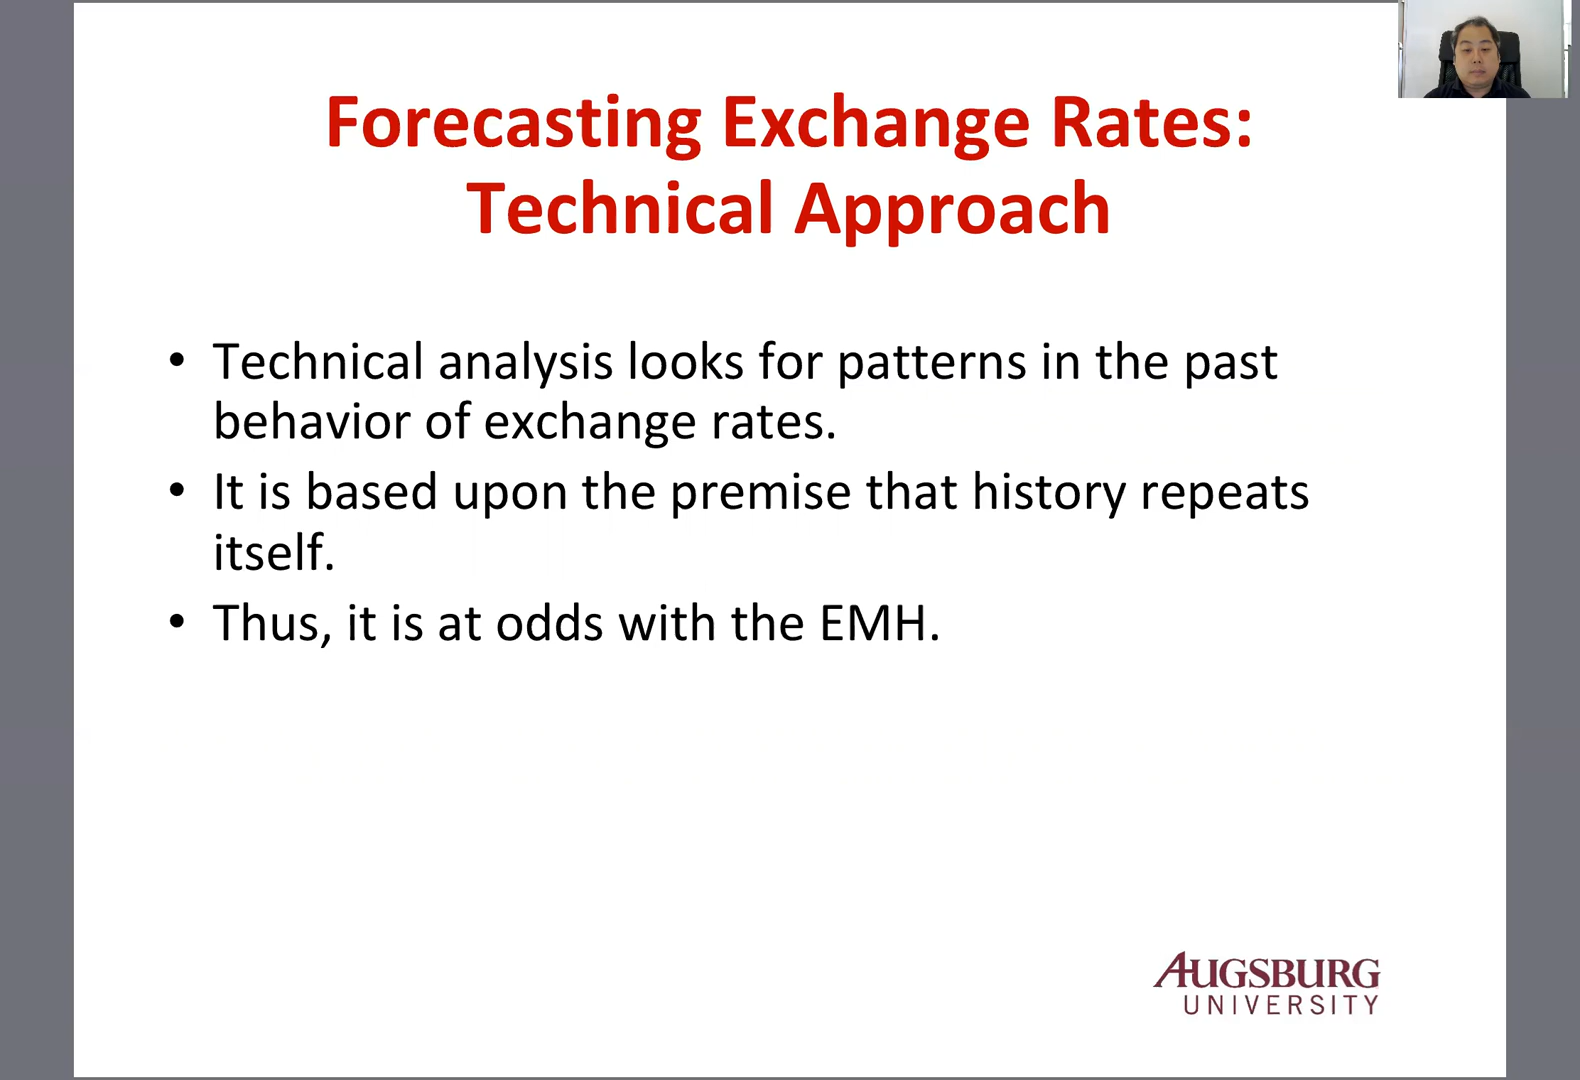 Forecasting Exchange Rates:
Technical Approach
• Technical analysis looks for patterns in the past
behavior of exchange rates.
• It is based upon the premise that history repeats
itself.
• Thus, it is at odds with the EMH.
AUGSBURG
UNIVERSITY